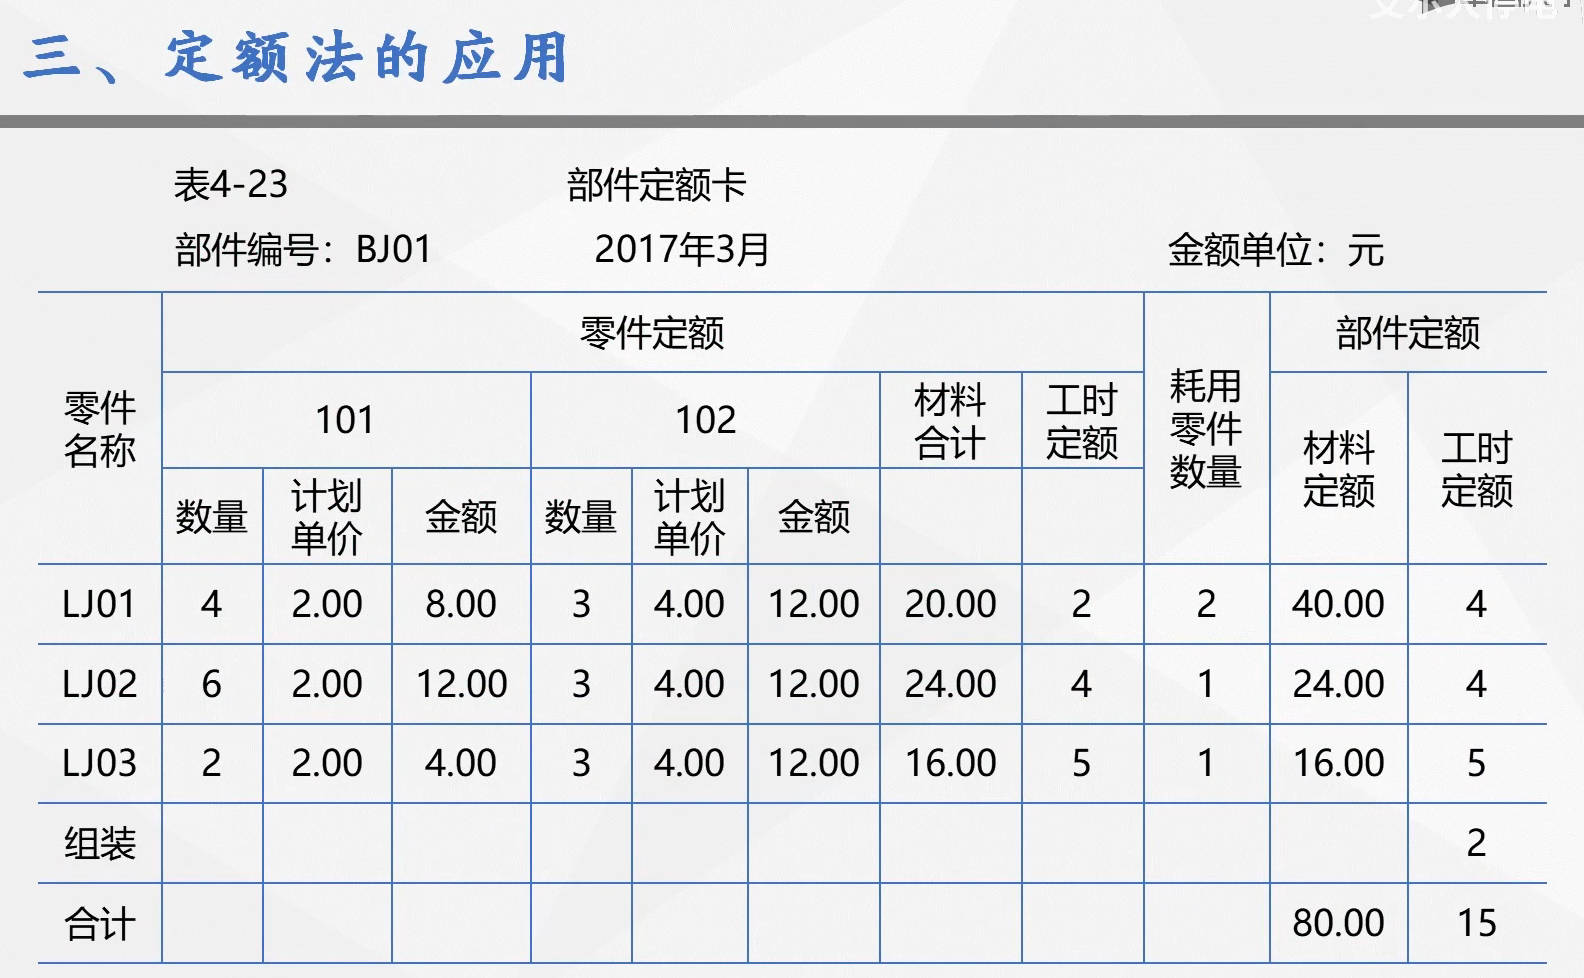 三、定额法的应用
表4-23 部件定额卡
部件编号：BJ01 2017年3月 金额单位：元
零件名称 零件定额 耗用零件数量 部件定额
101 102 材料合计 工时定额 材料定额 工时定额
数量 计划单价 金额 数量 计划单价 金额
LJ01 4 2.00 8.00 3 4.00 12.00 20.00 2 2 40.00 4
LJ02 6 2.00 12.00 3 4.00 12.00 24.00 4 1 24.00 4
LJ03 2 2.00 4.00 3 4.00 12.00 16.00 5 1 16.00 5
组装 2
合计 80.00 15